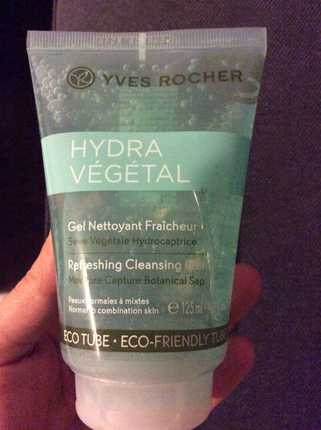 YVES ROCHER
HYDRA
VÉGÉTAL
Gel Nettoyant Fraîcheur
Sève Végétale Hydrocaptrice
Refreshing Cleansing Gel
Moisture Capture Botanical Sap
Peaux normales à mixtes
Normal to combination skin
e 125 ml
ECO TUBE • ECO-FRIENDLY TUBE